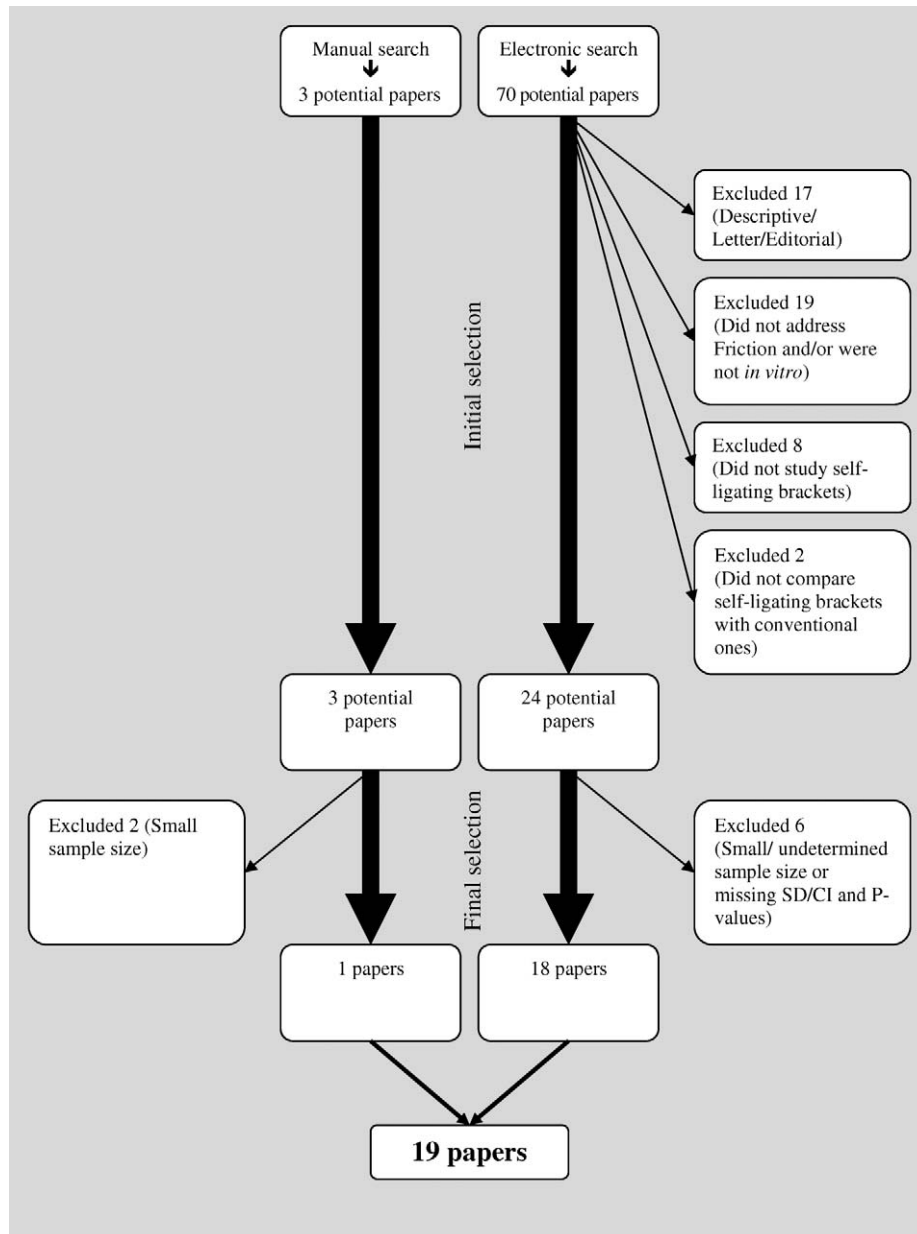 Manual search
↓
3 potential papers
Electronic search
↓
70 potential papers
Excluded 17
(Descriptive/
Letter/Editorial)
Excluded 19
(Did not address
Friction and/or were
not in vitro)
Initial selection
Excluded 8
(Did not study self-
ligating brackets)
Excluded 2
(Did not compare
self-ligating brackets
with conventional
ones)
3 potential
papers
24 potential
papers
Excluded 2 (Small
sample size)
Final selection
Excluded 6
(Small/ undetermined
sample size or
missing SD/CI and P-
values)
1 papers
18 papers
19 papers